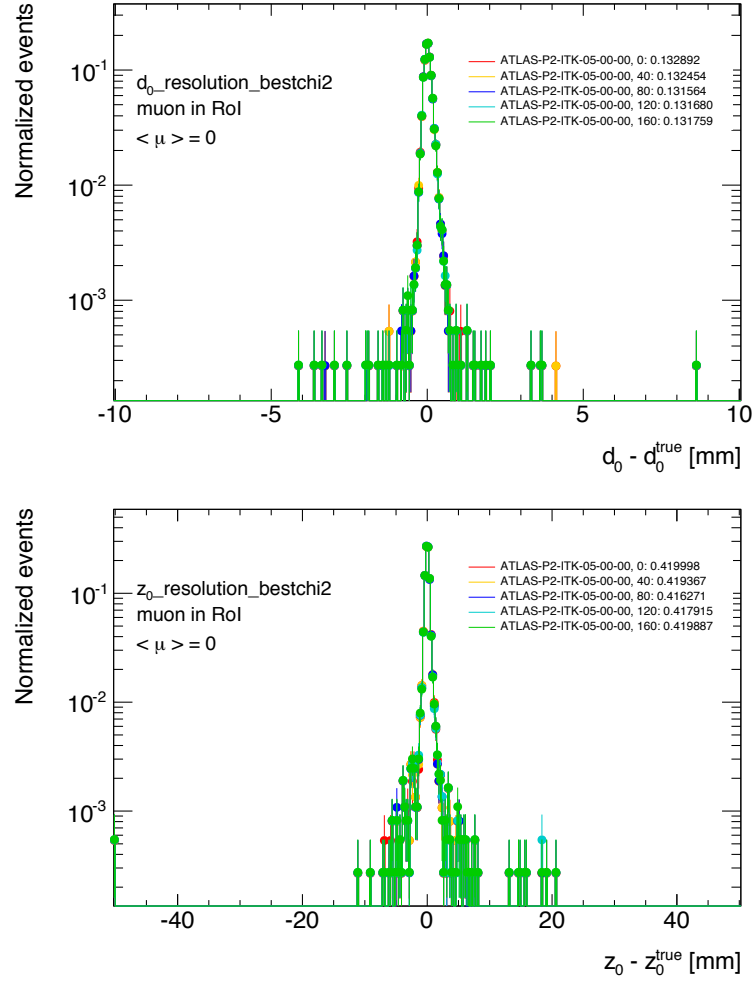 Normalized events
10⁻¹
10⁻²
10⁻³
d₀_resolution_bestchi2
muon in RoI
< μ > = 0
ATLAS-P2-ITK-05-00-00, 0: 0.132892
ATLAS-P2-ITK-05-00-00, 40: 0.132454
ATLAS-P2-ITK-05-00-00, 80: 0.131564
ATLAS-P2-ITK-05-00-00, 120: 0.131680
ATLAS-P2-ITK-05-00-00, 160: 0.131759
-10 -5 0 5 10
d₀ - d₀^true [mm]
Normalized events
10⁻¹
10⁻²
10⁻³
z₀_resolution_bestchi2
muon in RoI
< μ > = 0
ATLAS-P2-ITK-05-00-00, 0: 0.419998
ATLAS-P2-ITK-05-00-00, 40: 0.419367
ATLAS-P2-ITK-05-00-00, 80: 0.416271
ATLAS-P2-ITK-05-00-00, 120: 0.417915
ATLAS-P2-ITK-05-00-00, 160: 0.419887
-40 -20 0 20 40
z₀ - z₀^true [mm]